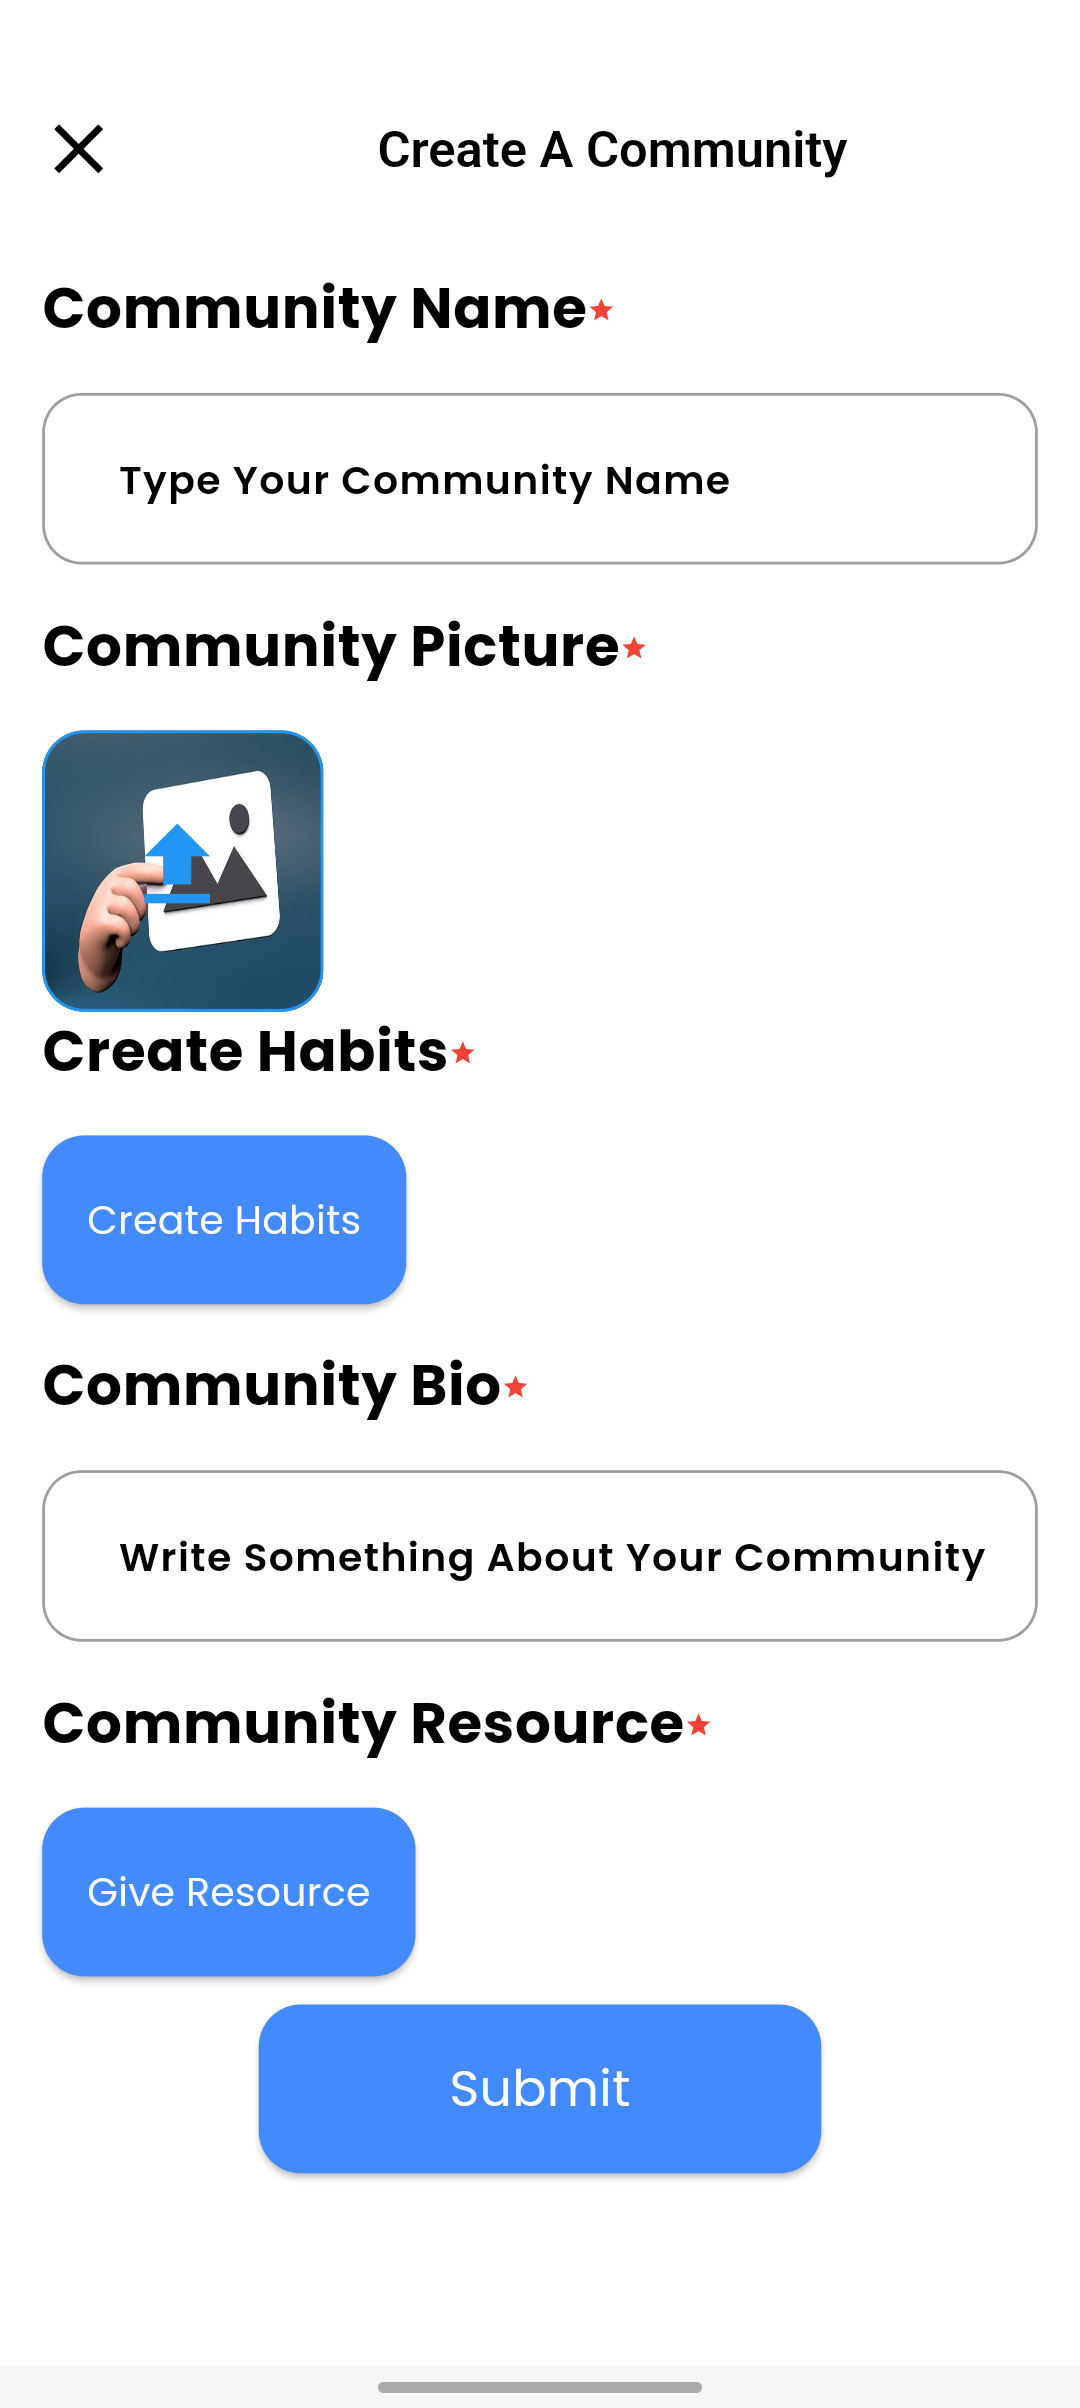 Create A Community
Community Name
Type Your Community Name
Community Picture
Create Habits
Create Habits
Community Bio
Write Something About Your Community
Community Resource
Give Resource
Submit